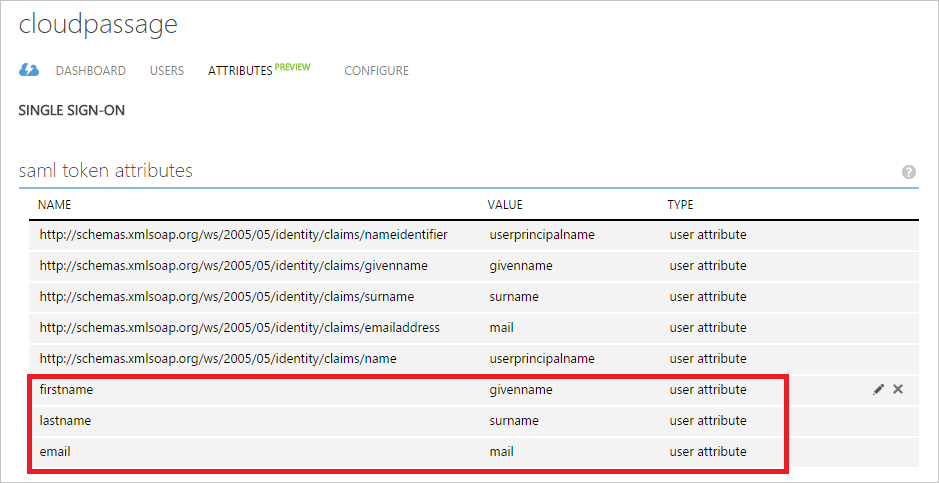 cloudpassage
DASHBOARD USERS ATTRIBUTES PREVIEW CONFIGURE
SINGLE SIGN-ON
saml token attributes ?
NAME VALUE TYPE
http://schemas.xmlsoap.org/ws/2005/05/identity/claims/nameidentifier userprincipalname user attribute
http://schemas.xmlsoap.org/ws/2005/05/identity/claims/givenname givenname user attribute
http://schemas.xmlsoap.org/ws/2005/05/identity/claims/surname surname user attribute
http://schemas.xmlsoap.org/ws/2005/05/identity/claims/emailaddress mail user attribute
http://schemas.xmlsoap.org/ws/2005/05/identity/claims/name userprincipalname user attribute
firstname givenname user attribute
lastname surname user attribute
email mail user attribute